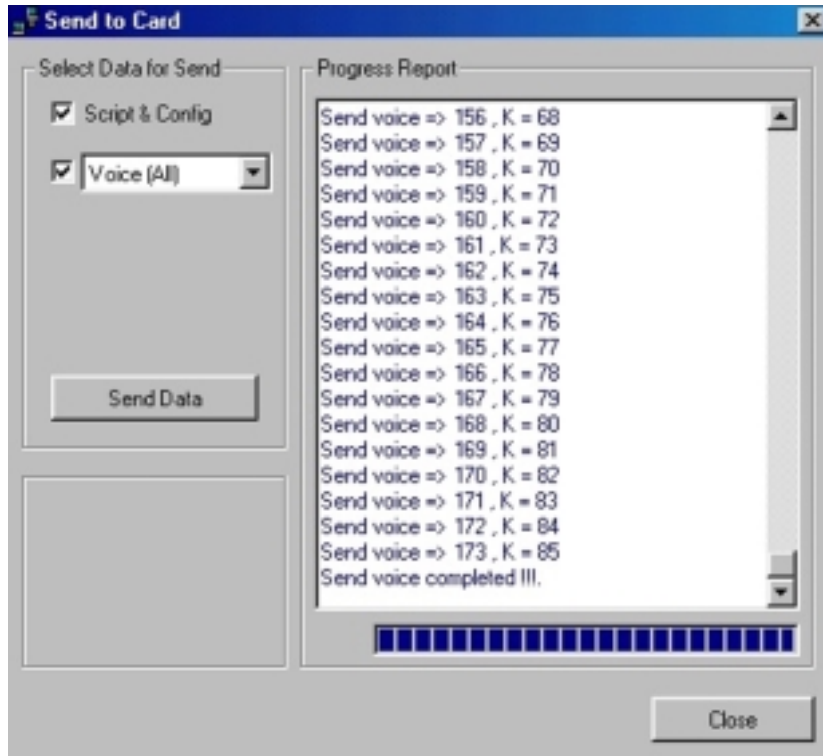 Send to Card
Select Data for Send
Script & Config
Voice (All)
Send Data
Progress Report
Send voice => 156 , K = 68
Send voice => 157 , K = 69
Send voice => 158 , K = 70
Send voice => 159 , K = 71
Send voice => 160 , K = 72
Send voice => 161 , K = 73
Send voice => 162 , K = 74
Send voice => 163 , K = 75
Send voice => 164 , K = 76
Send voice => 165 , K = 77
Send voice => 166 , K = 78
Send voice => 167 , K = 79
Send voice => 168 , K = 80
Send voice => 169 , K = 81
Send voice => 170 , K = 82
Send voice => 171 , K = 83
Send voice => 172 , K = 84
Send voice => 173 , K = 85
Send voice completed !!!.
Close